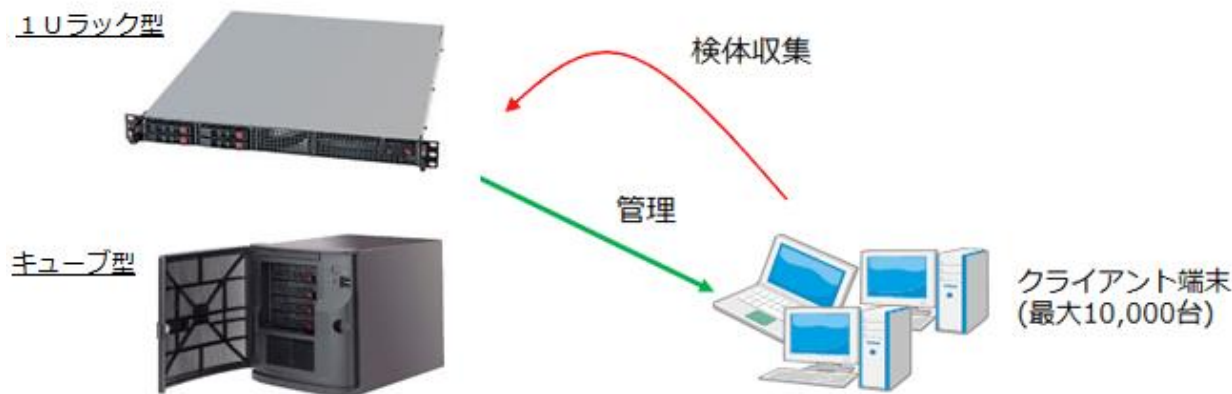 １Ｕラック型
検体収集
管理
キューブ型
クライアント端末
(最大10,000台)